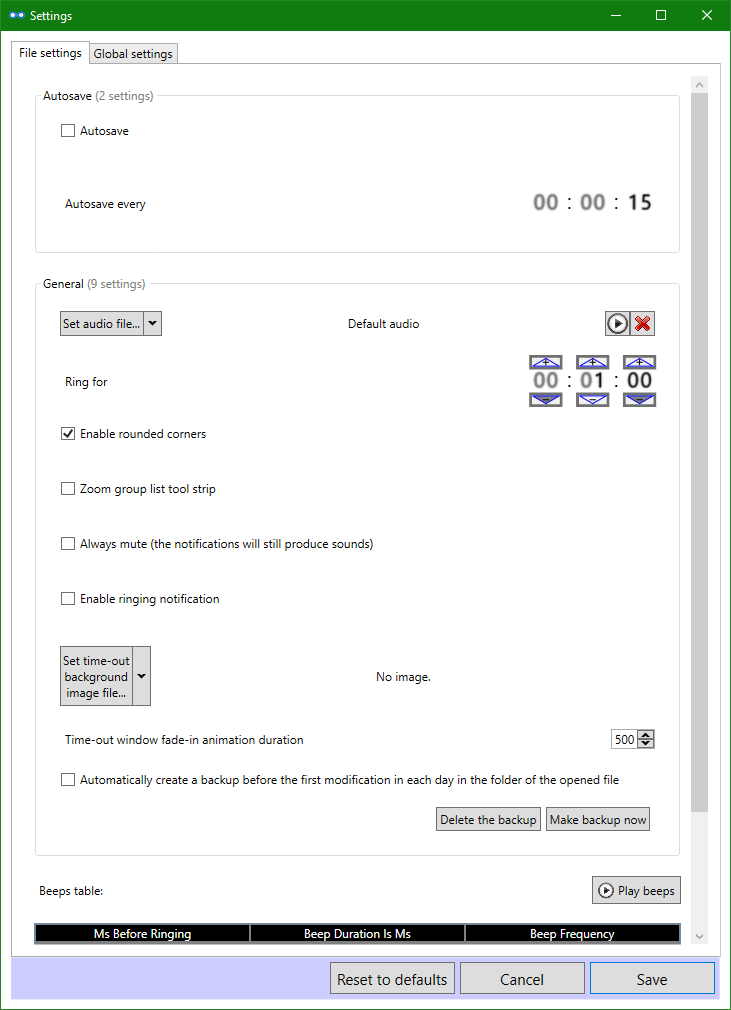 Settings
File settings Global settings
Autosave (2 settings)
Autosave
Autosave every 00 : 00 : 15
General (9 settings)
Set audio file... Default audio
Ring for 00 : 01 : 00
Enable rounded corners
Zoom group list tool strip
Always mute (the notifications will still produce sounds)
Enable ringing notification
Set time-out
background
image file...
No image.
Time-out window fade-in animation duration 500
Automatically create a backup before the first modification in each day in the folder of the opened file
Delete the backup Make backup now
Beeps table: Play beeps
Ms Before Ringing Beep Duration Is Ms Beep Frequency
Reset to defaults Cancel Save